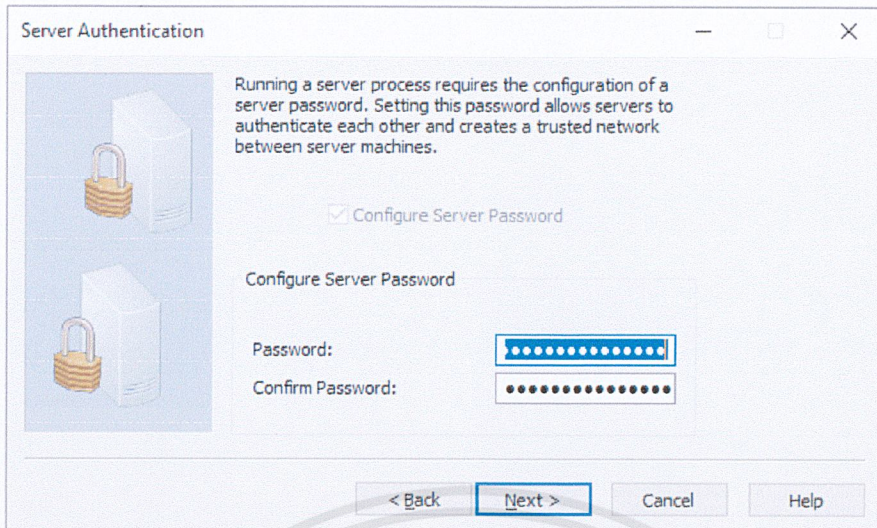 Server Authentication
Running a server process requires the configuration of a
server password. Setting this password allows servers to
authenticate each other and creates a trusted network
between server machines.
Configure Server Password
Configure Server Password
Password:
Confirm Password:
< Back
Next >
Cancel
Help